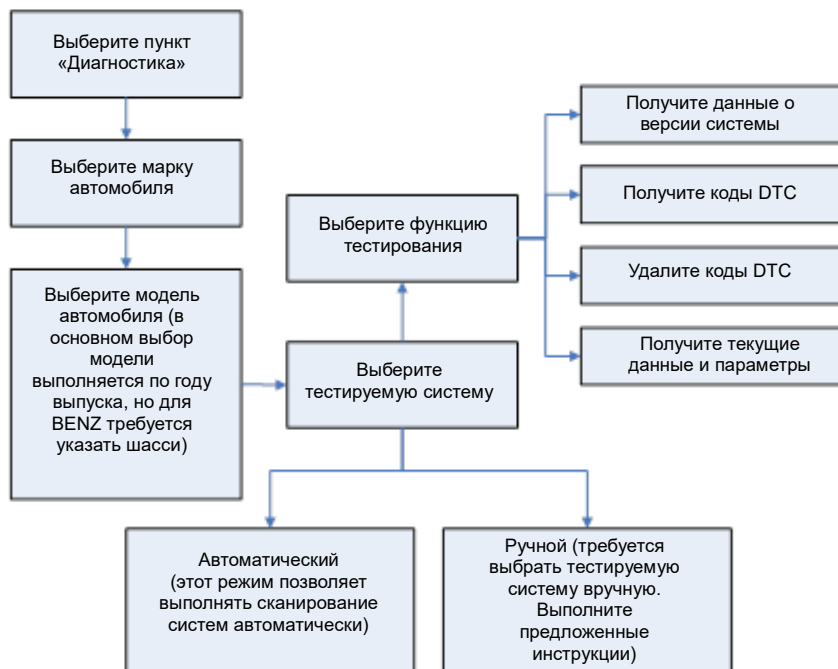 Выберите пункт
«Диагностика»
Выберите марку
автомобиля
Выберите модель
автомобиля (в
основном выбор
модели
выполняется по году
выпуска, но для
BENZ требуется
указать шасси)
Выберите
тестируемую систему
Выберите функцию
тестирования
Получите данные о
версии системы
Получите коды DTC
Удалите коды DTC
Получите текущие
данные и параметры
Автоматический
(этот режим позволяет
выполнять сканирование
систем автоматически)
Ручной (требуется
выбрать тестируемую
систему вручную.
Выполните
предложенные
инструкции)